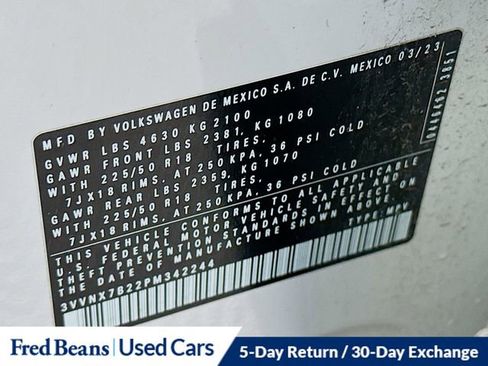 MFD BY VOLKSWAGEN DE MEXICO S.A. DE C.V. MEXICO 03/23
GVWR LBS 4630 KG 2100
GAWR FRONT LBS 2381, KG1080
WITH 225/50 R18 TIRES,
7JX18 RIMS. AT 250 KPA, 36 PSI COLD
GAWR REAR LBS 2359, KG 1070
WITH 225/50 R18 TIRES,
7JX18 RIMS. AT 250 KPA, 36 PSI COLD
THIS VEHICLE CONFORMS TO ALL APPLICABLE
U.S. FEDERAL MOTOR VEHICLE SAFETY AND
THEFT PREVENTION STANDARDS IN EFFECT ON
THE DATE OF MANUFACTURE SHOWN ABOVE
3VVNX7B22PM342244
Fred Beans Used Cars
5-Day Return / 30-Day Exchange